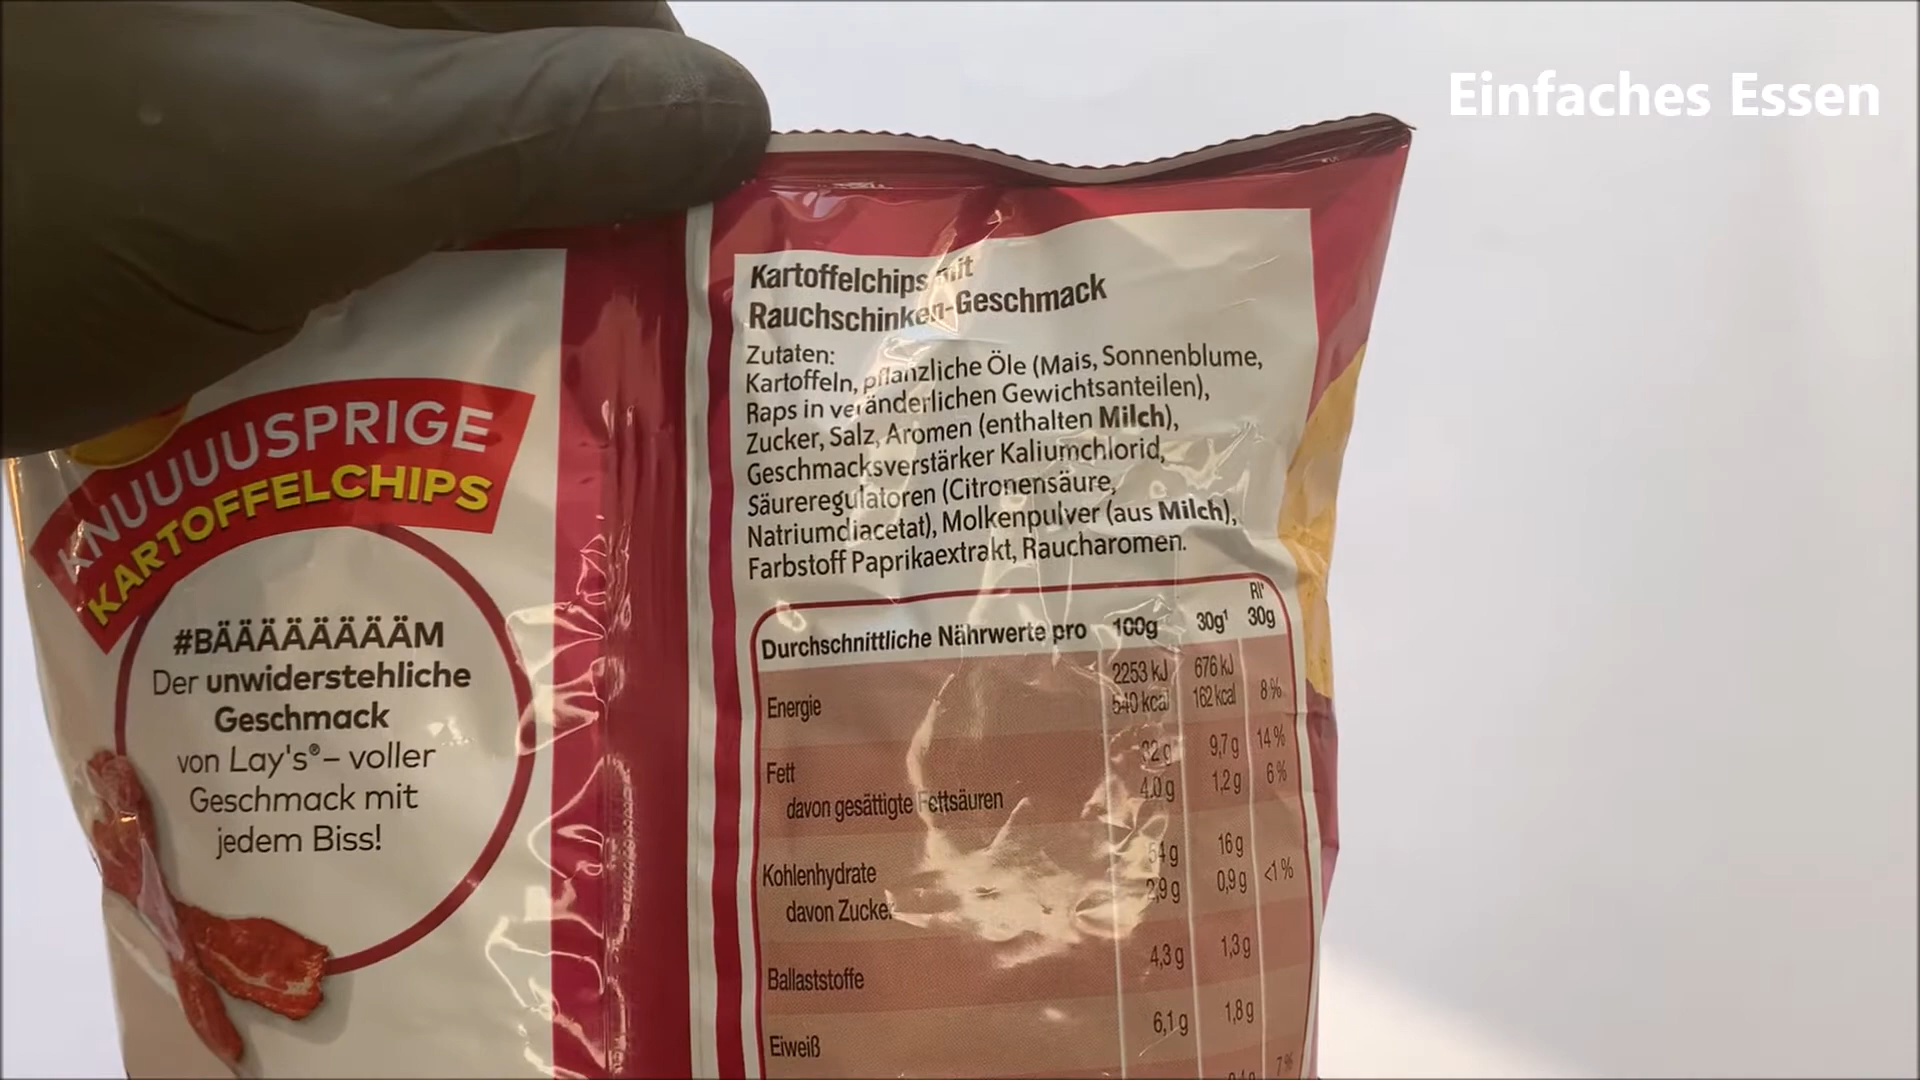 Einfaches Essen
KNUUUUSPRIGE
KARTOFFELCHIPS
#BÄÄÄÄÄÄÄÄM
Der unwiderstehliche
Geschmack
von Lay's®– voller
Geschmack mit
jedem Biss!
Kartoffelchips mit
Rauchschinken-Geschmack
Zutaten:
Kartoffeln, pflanzliche Öle (Mais, Sonnenblume,
Raps in veränderlichen Gewichtsanteilen),
Zucker, Salz, Aromen (enthalten Milch),
Geschmacksverstärker Kaliumchlorid,
Säureregulatoren (Citronensäure,
Natriumdiacetat), Molkenpulver (aus Milch),
Farbstoff Paprikaextrakt, Raucharomen.
Durchschnittliche Nährwerte pro 100g 30g¹ RI* 30g
Energie 2253 kJ 676 kJ
540 kcal 162 kcal 8%
Fett 32 g 9,7 g 14%
davon gesättigte Fettsäuren 4,0 g 1,2 g 6%
Kohlenhydrate 54 g 16 g
davon Zucker 2,9 g 0,9 g <1%
Ballaststoffe 4,3 g 1,3 g
Eiweiß 6,1 g 1,8 g
7%